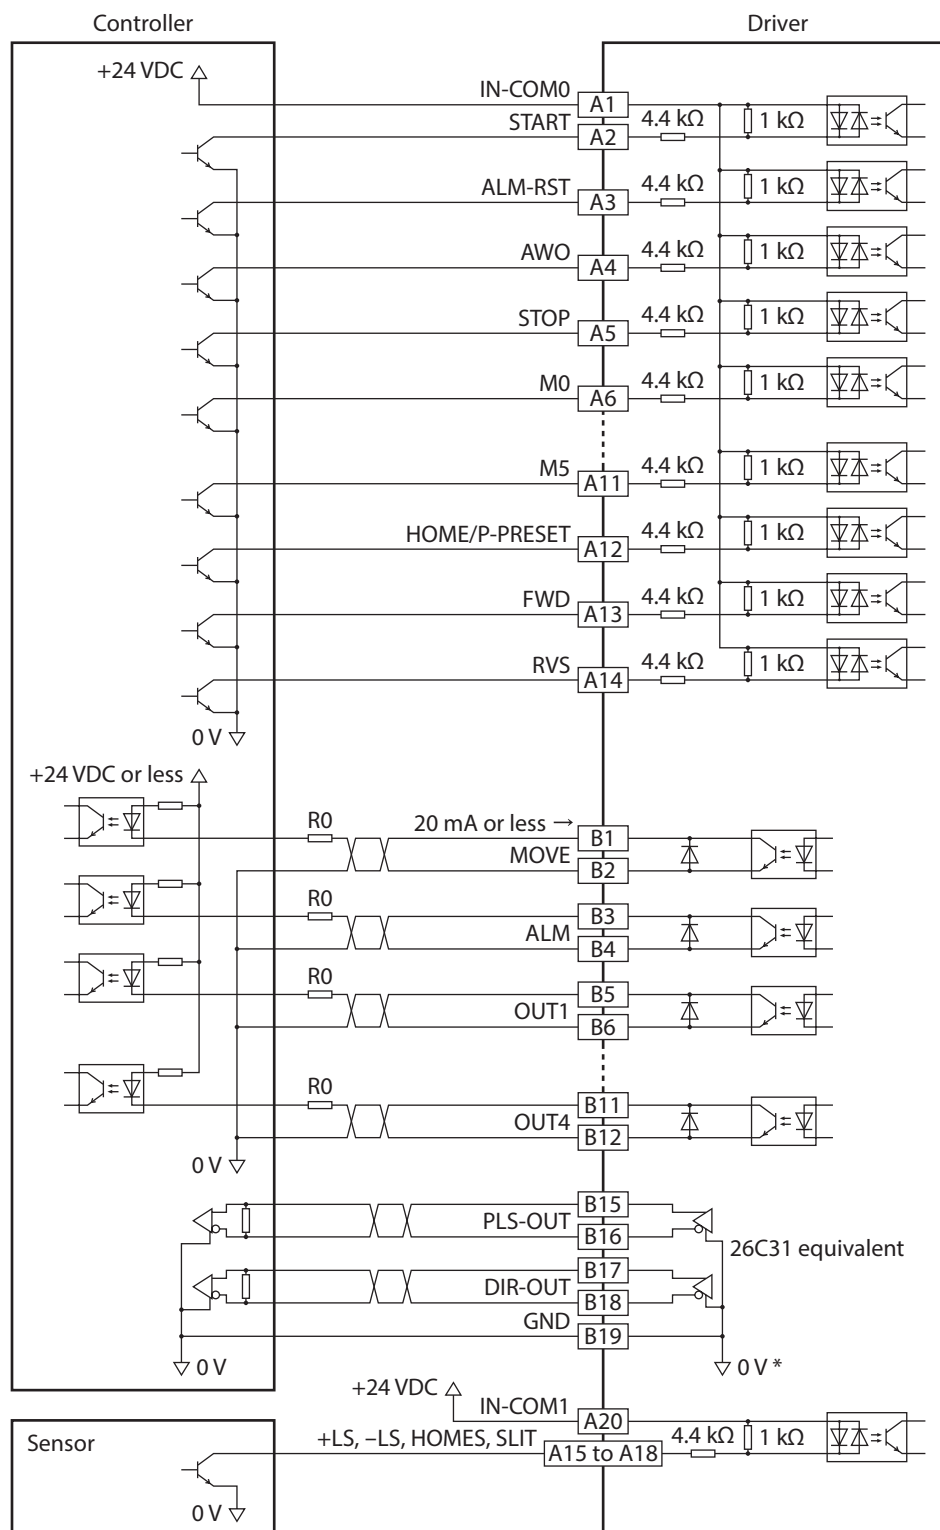 Controller
Driver
+24 VDC
IN-COM0
A1
START
A2
4.4 kΩ
1 kΩ
ALM-RST
A3
4.4 kΩ
1 kΩ
AWO
A4
4.4 kΩ
1 kΩ
STOP
A5
4.4 kΩ
1 kΩ
M0
A6
4.4 kΩ
1 kΩ
M5
A11
4.4 kΩ
1 kΩ
HOME/P-PRESET
A12
4.4 kΩ
1 kΩ
FWD
A13
4.4 kΩ
1 kΩ
RVS
A14
4.4 kΩ
1 kΩ
0 V
+24 VDC or less
R0
20 mA or less →
B1
MOVE
B2
R0
B3
ALM
B4
R0
B5
OUT1
B6
R0
B11
OUT4
B12
0 V
B15
PLS-OUT
B16
26C31 equivalent
B17
DIR-OUT
B18
GND
B19
0 V
0 V *
+24 VDC
IN-COM1
A20
Sensor
+LS, –LS, HOMES, SLIT
A15 to A18
4.4 kΩ
1 kΩ
0 V